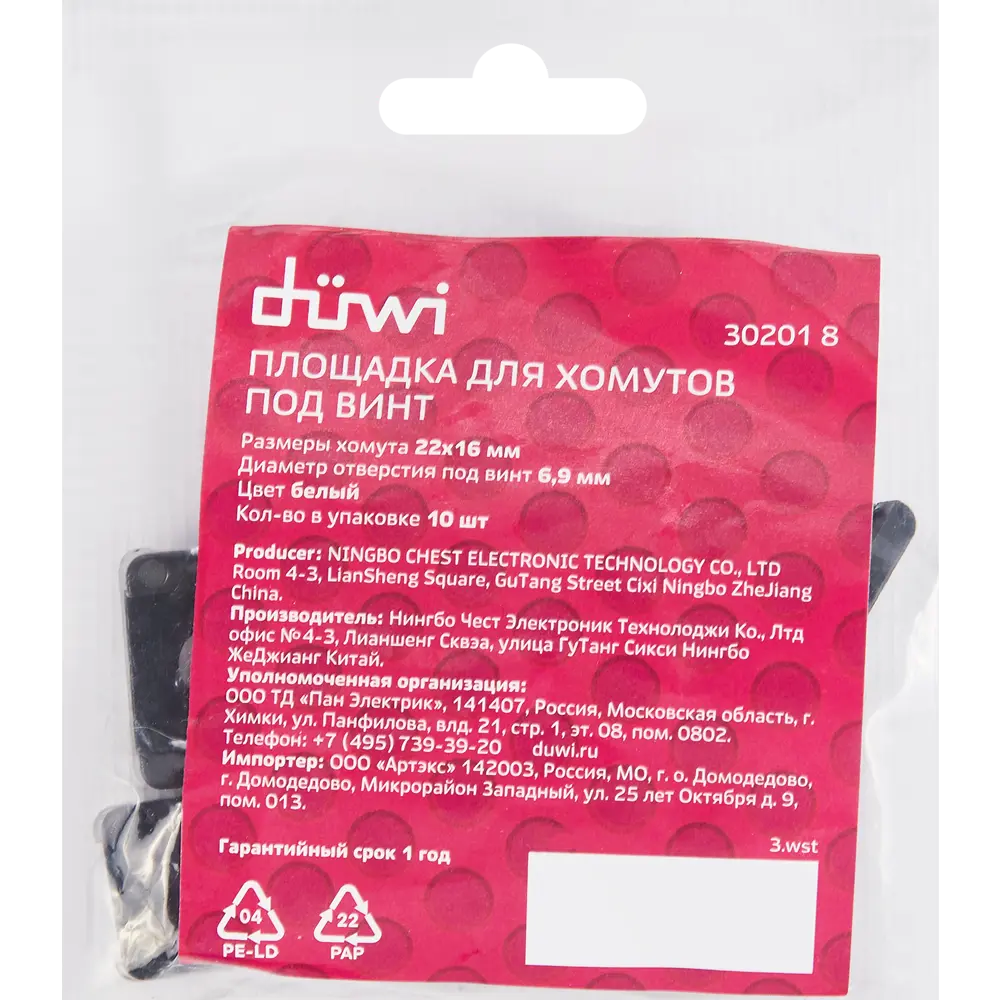 düwi
30201 8
ПЛОЩАДКА ДЛЯ ХОМУТОВ
ПОД ВИНТ
Размеры хомута 22x16 мм
Диаметр отверстия под винт 6,9 мм
Цвет белый
Кол-во в упаковке 10 шт
Producer: NINGBO CHEST ELECTRONIC TECHNOLOGY CO., LTD
Room 4-3, LianSheng Square, GuTang Street Cixi Ningbo ZheJiang
China.
Производитель: Нингбо Чест Электроник Технолоджи Ко., Лтд
офис №4-3, Лианшенг Сквэа, улица ГуТанг Сикси Нингбо
ЖеДжианг Китай.
Уполномоченная организация:
ООО ТД «Пан Электрик», 141407, Россия, Московская область, г.
Химки, ул. Панфилова, влд. 21, стр. 1, эт. 08, пом. 0802.
Телефон: +7 (495) 739-39-20 duwi.ru
Импортер: ООО «Артэкс» 142003, Россия, МО, г. о. Домодедово,
г. Домодедово, Микрорайон Западный, ул. 25 лет Октября д. 9,
пом. 013.
Гарантийный срок 1 год
3.wst
04 22
PE-LD PAP